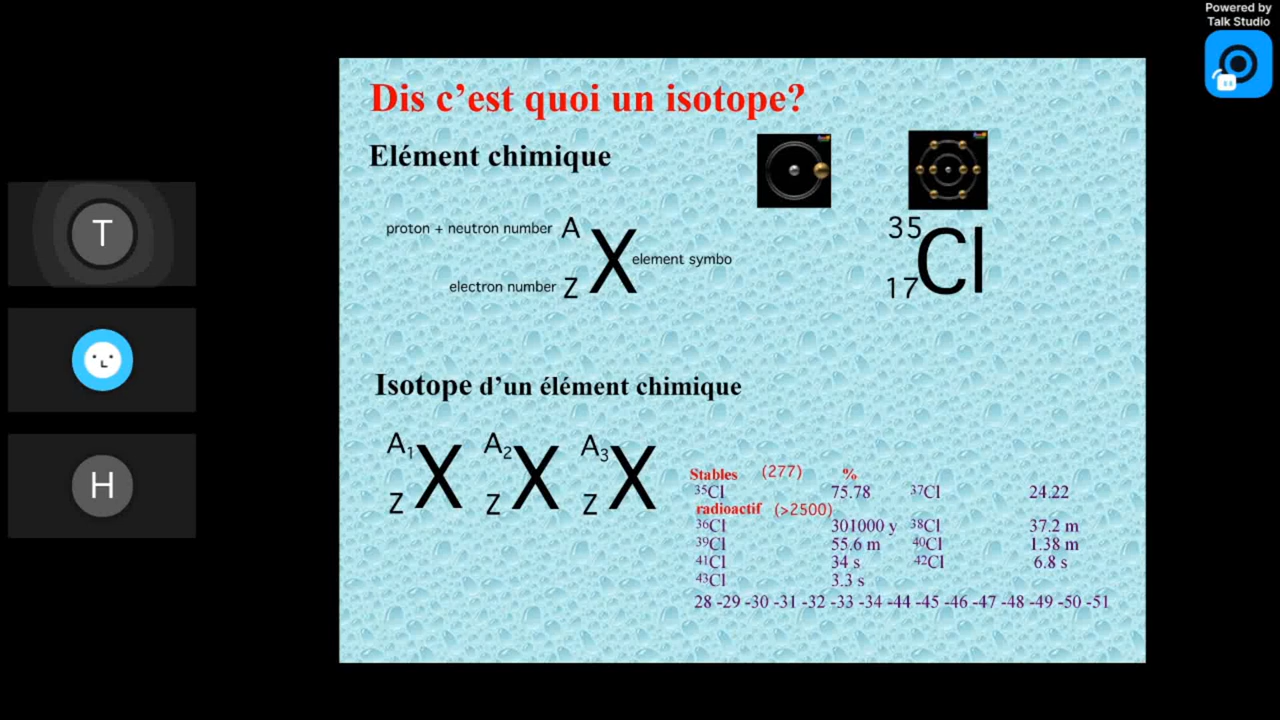 Powered by
Talk Studio
Dis c’est quoi un isotope?
Elément chimique
proton + neutron number A
X
element symbo
electron number Z
35
Cl
17
T
H
Isotope d’un élément chimique
A1 X A2 X A3 X
Z Z Z
Stables (277) %
35Cl 75.78 37Cl 24.22
radioactif (>2500)
36Cl 301000 y 38Cl 37.2 m
39Cl 55.6 m 40Cl 1.38 m
41Cl 34 s 42Cl 6.8 s
43Cl 3.3 s
28 -29 -30 -31 -32 -33 -34 -44 -45 -46 -47 -48 -49 -50 -51